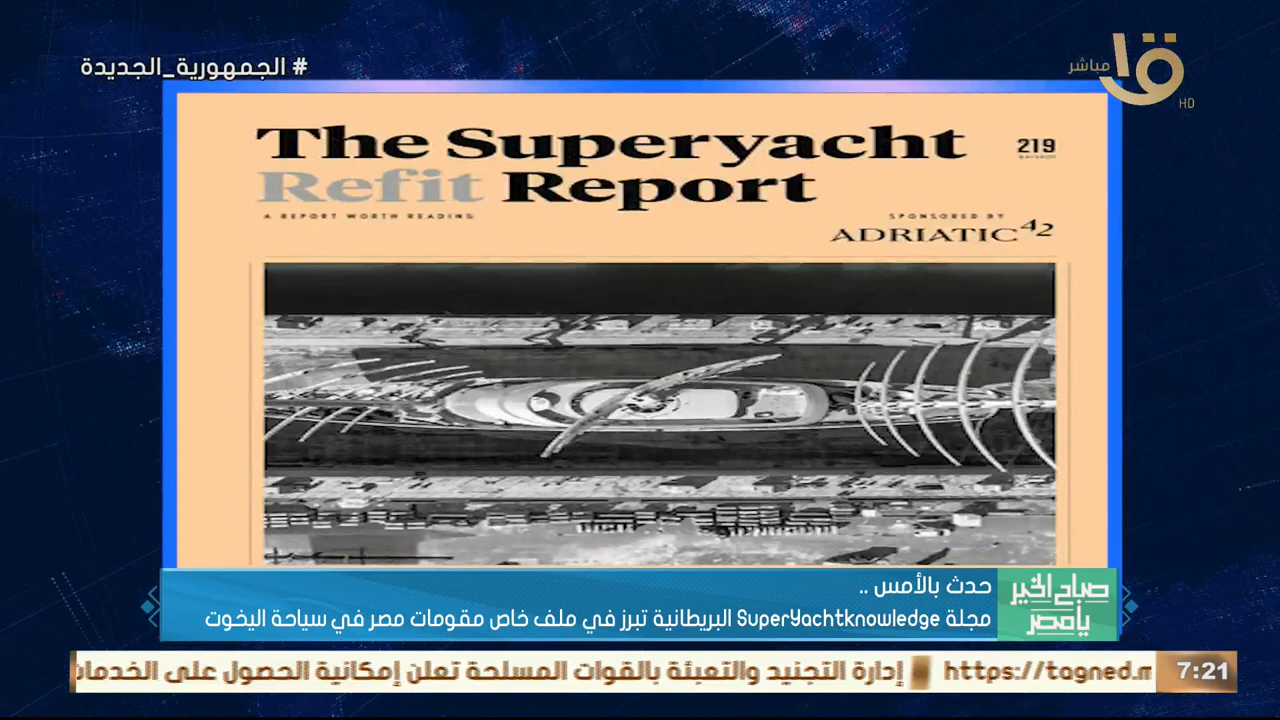 # الجمهورية_الجديدة
مباشر
HD
The Superyacht
Refit Report
219
A REPORT WORTH READING
SPONSORED BY
ADRIATIC42
حدث بالأمس ..
مجلة SuperYachtknowledge البريطانية تبرز في ملف خاص مقومات مصر في سياحة اليخوت
صباح الخير
يا مصر
https://tagned.m
إدارة التجنيد والتعبئة بالقوات المسلحة تعلن إمكانية الحصول على الخدمات
7:21